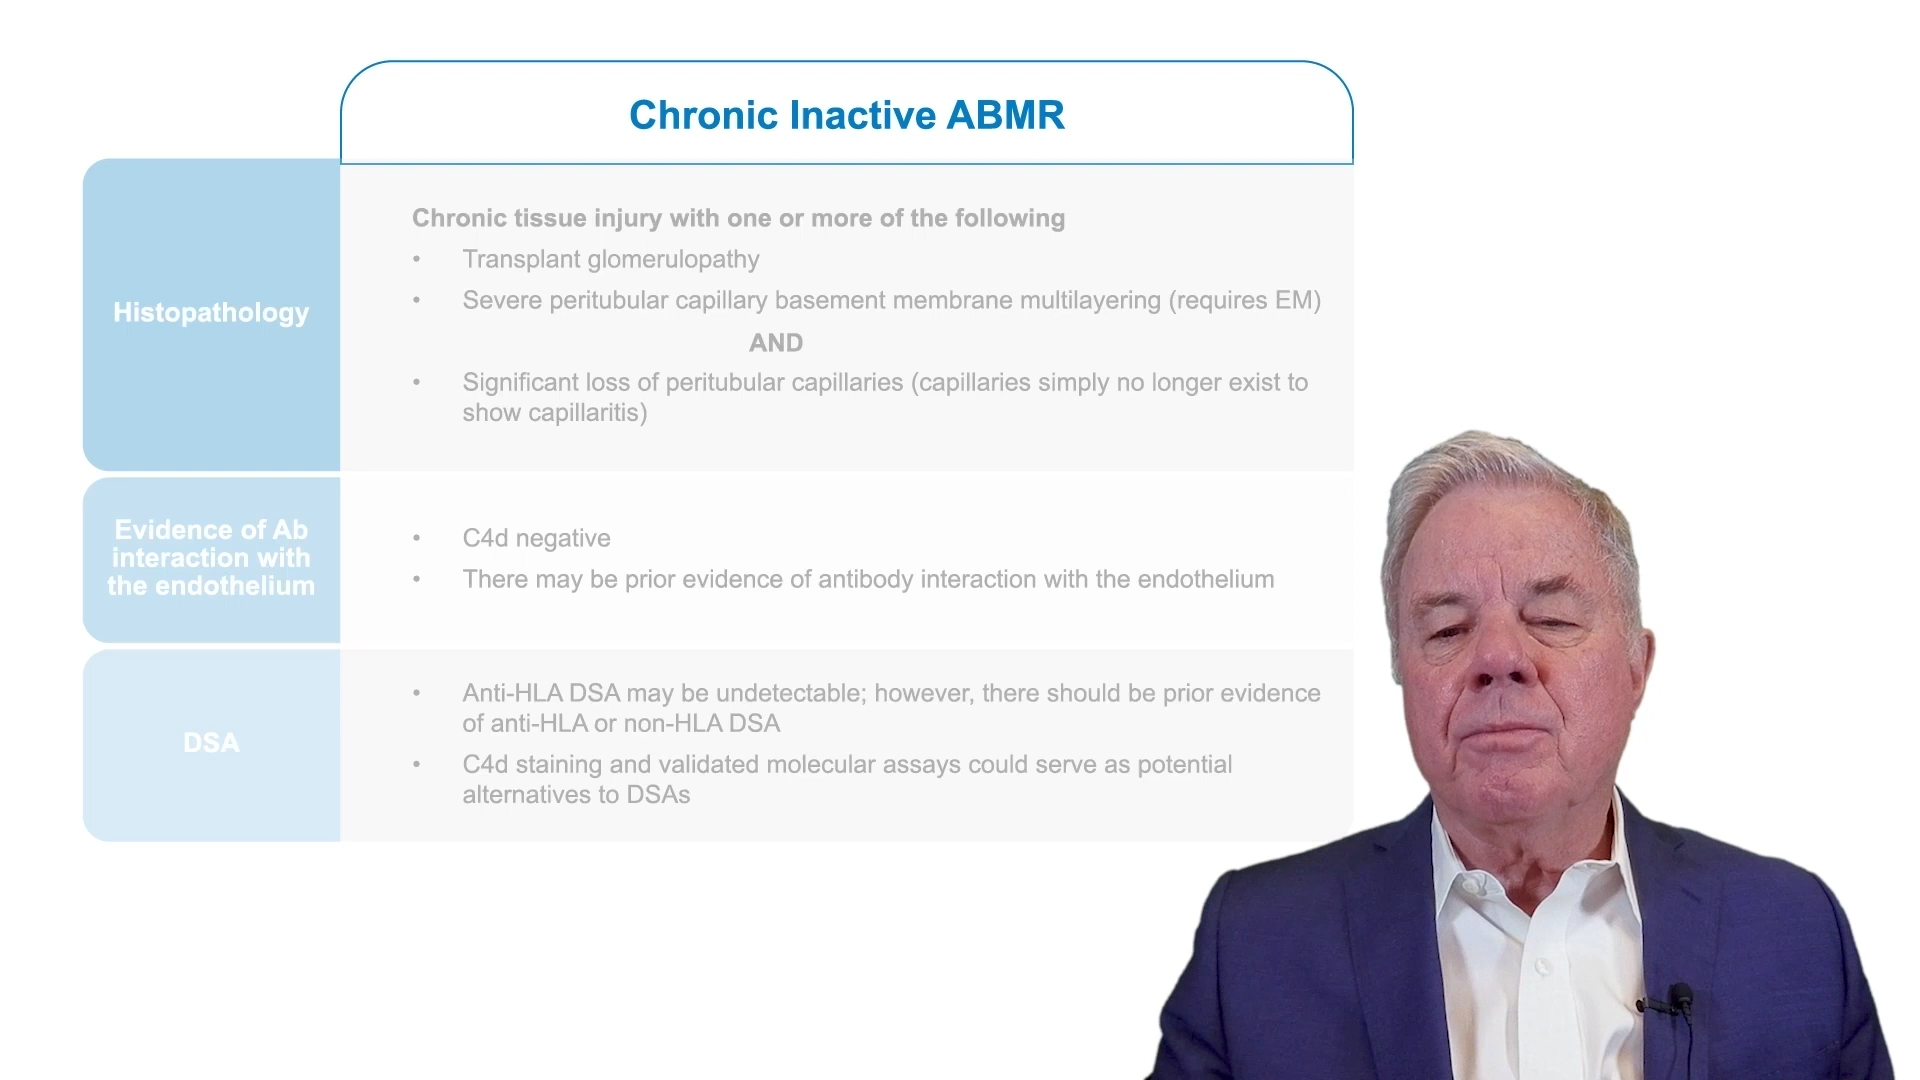 Chronic Inactive ABMR
Histopathology
Chronic tissue injury with one or more of the following
• Transplant glomerulopathy
• Severe peritubular capillary basement membrane multilayering (requires EM)
AND
• Significant loss of peritubular capillaries (capillaries simply no longer exist to
show capillaritis)
Evidence of Ab
interaction with
the endothelium
• C4d negative
• There may be prior evidence of antibody interaction with the endothelium
DSA
• Anti-HLA DSA may be undetectable; however, there should be prior evidence
of anti-HLA or non-HLA DSA
• C4d staining and validated molecular assays could serve as potential
alternatives to DSAs